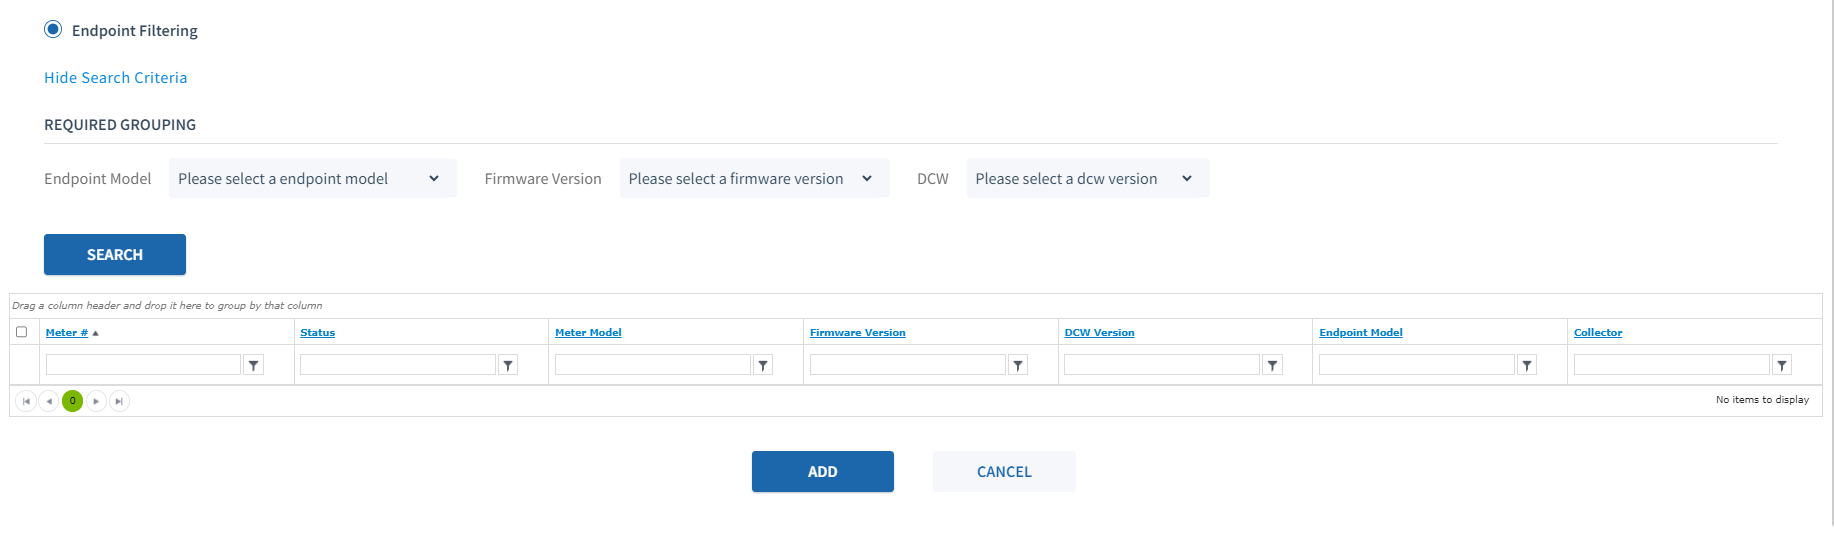 Endpoint Filtering
Hide Search Criteria
REQUIRED GROUPING
Endpoint Model Please select a endpoint model Firmware Version Please select a firmware version DCW Please select a dcw version
SEARCH
Drag a column header and drop it here to group by that column
Meter # Status Meter Model Firmware Version DCW Version Endpoint Model Collector
0 No items to display
ADD CANCEL